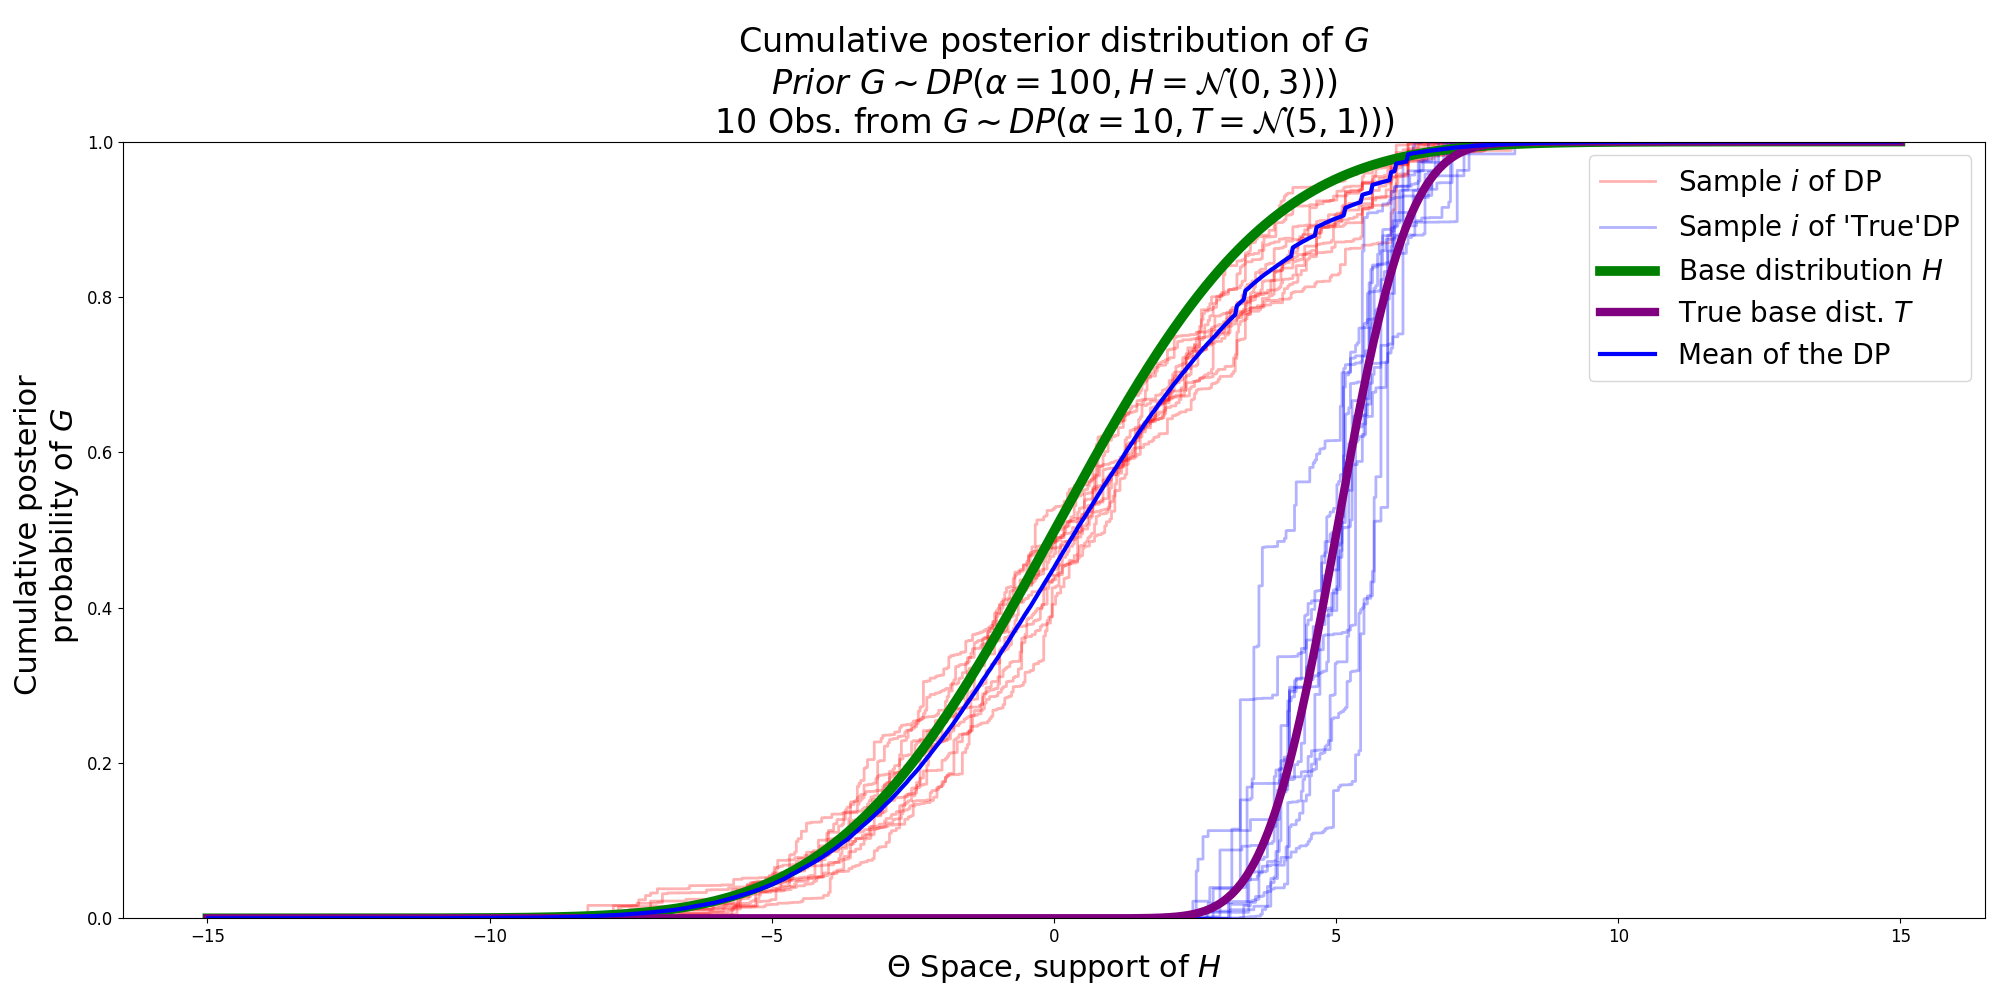 Cumulative posterior distribution of G
Prior G ∼ DP(α = 100, H = 𝒩(0, 3)))
10 Obs. from G ∼ DP(α = 10, T = 𝒩(5, 1)))
Cumulative posterior
probability of G
1.0
0.8
0.6
0.4
0.2
0.0
Sample i of DP
Sample i of 'True'DP
Base distribution H
True base dist. T
Mean of the DP
−15
−10
−5
0
5
10
15
Θ Space, support of H